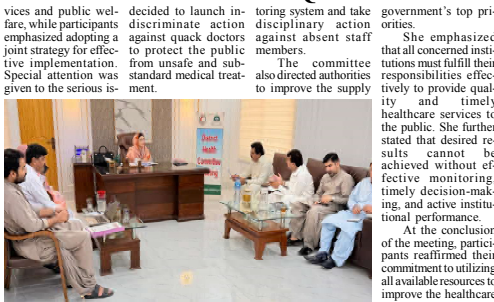 vices and public wel-
fare, while participants
emphasized adopting a
joint strategy for effec-
tive implementation.
Special attention was
given to the serious is-
decided to launch in-
discriminate action
against quack doctors
to protect the public
from unsafe and sub-
standard medical treat-
ment.
toring system and take
disciplinary action
against absent staff
members.
The committee
also directed authorities
to improve the supply
government's top pri-
orities.
She emphasized
that all concerned insti-
tutions must fulfill their
responsibilities effec-
tively to provide qual-
ity and timely
healthcare services to
the public. She further
stated that desired re-
sults cannot be
achieved without ef-
fective monitoring,
timely decision-mak-
ing, and active institu-
tional performance.
At the conclusion
of the meeting, partici-
pants reaffirmed their
commitment to utilizing
all available resources to
improve the healthcare
District
Health
Committee
Meeting